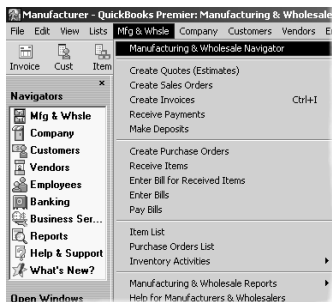 Manufacturer - QuickBooks Premier: Manufacturing & Wholesale
File Edit View Lists Mfg & Whsle Company Customers Vendors
Manufacturing & Wholesale Navigator
Invoice Cust Item
Create Quotes (Estimates)
Create Sales Orders
Create Invoices Ctrl+I
Receive Payments
Make Deposits
Create Purchase Orders
Receive Items
Enter Bill for Received Items
Enter Bills
Pay Bills
Item List
Purchase Orders List
Inventory Activities
Manufacturing & Wholesale Reports
Help for Manufacturers & Wholesalers
Navigators
Mfg & Whsle
Company
Customers
Vendors
Employees
Banking
Business Ser...
Reports
Help & Support
What's New?
Open Windows